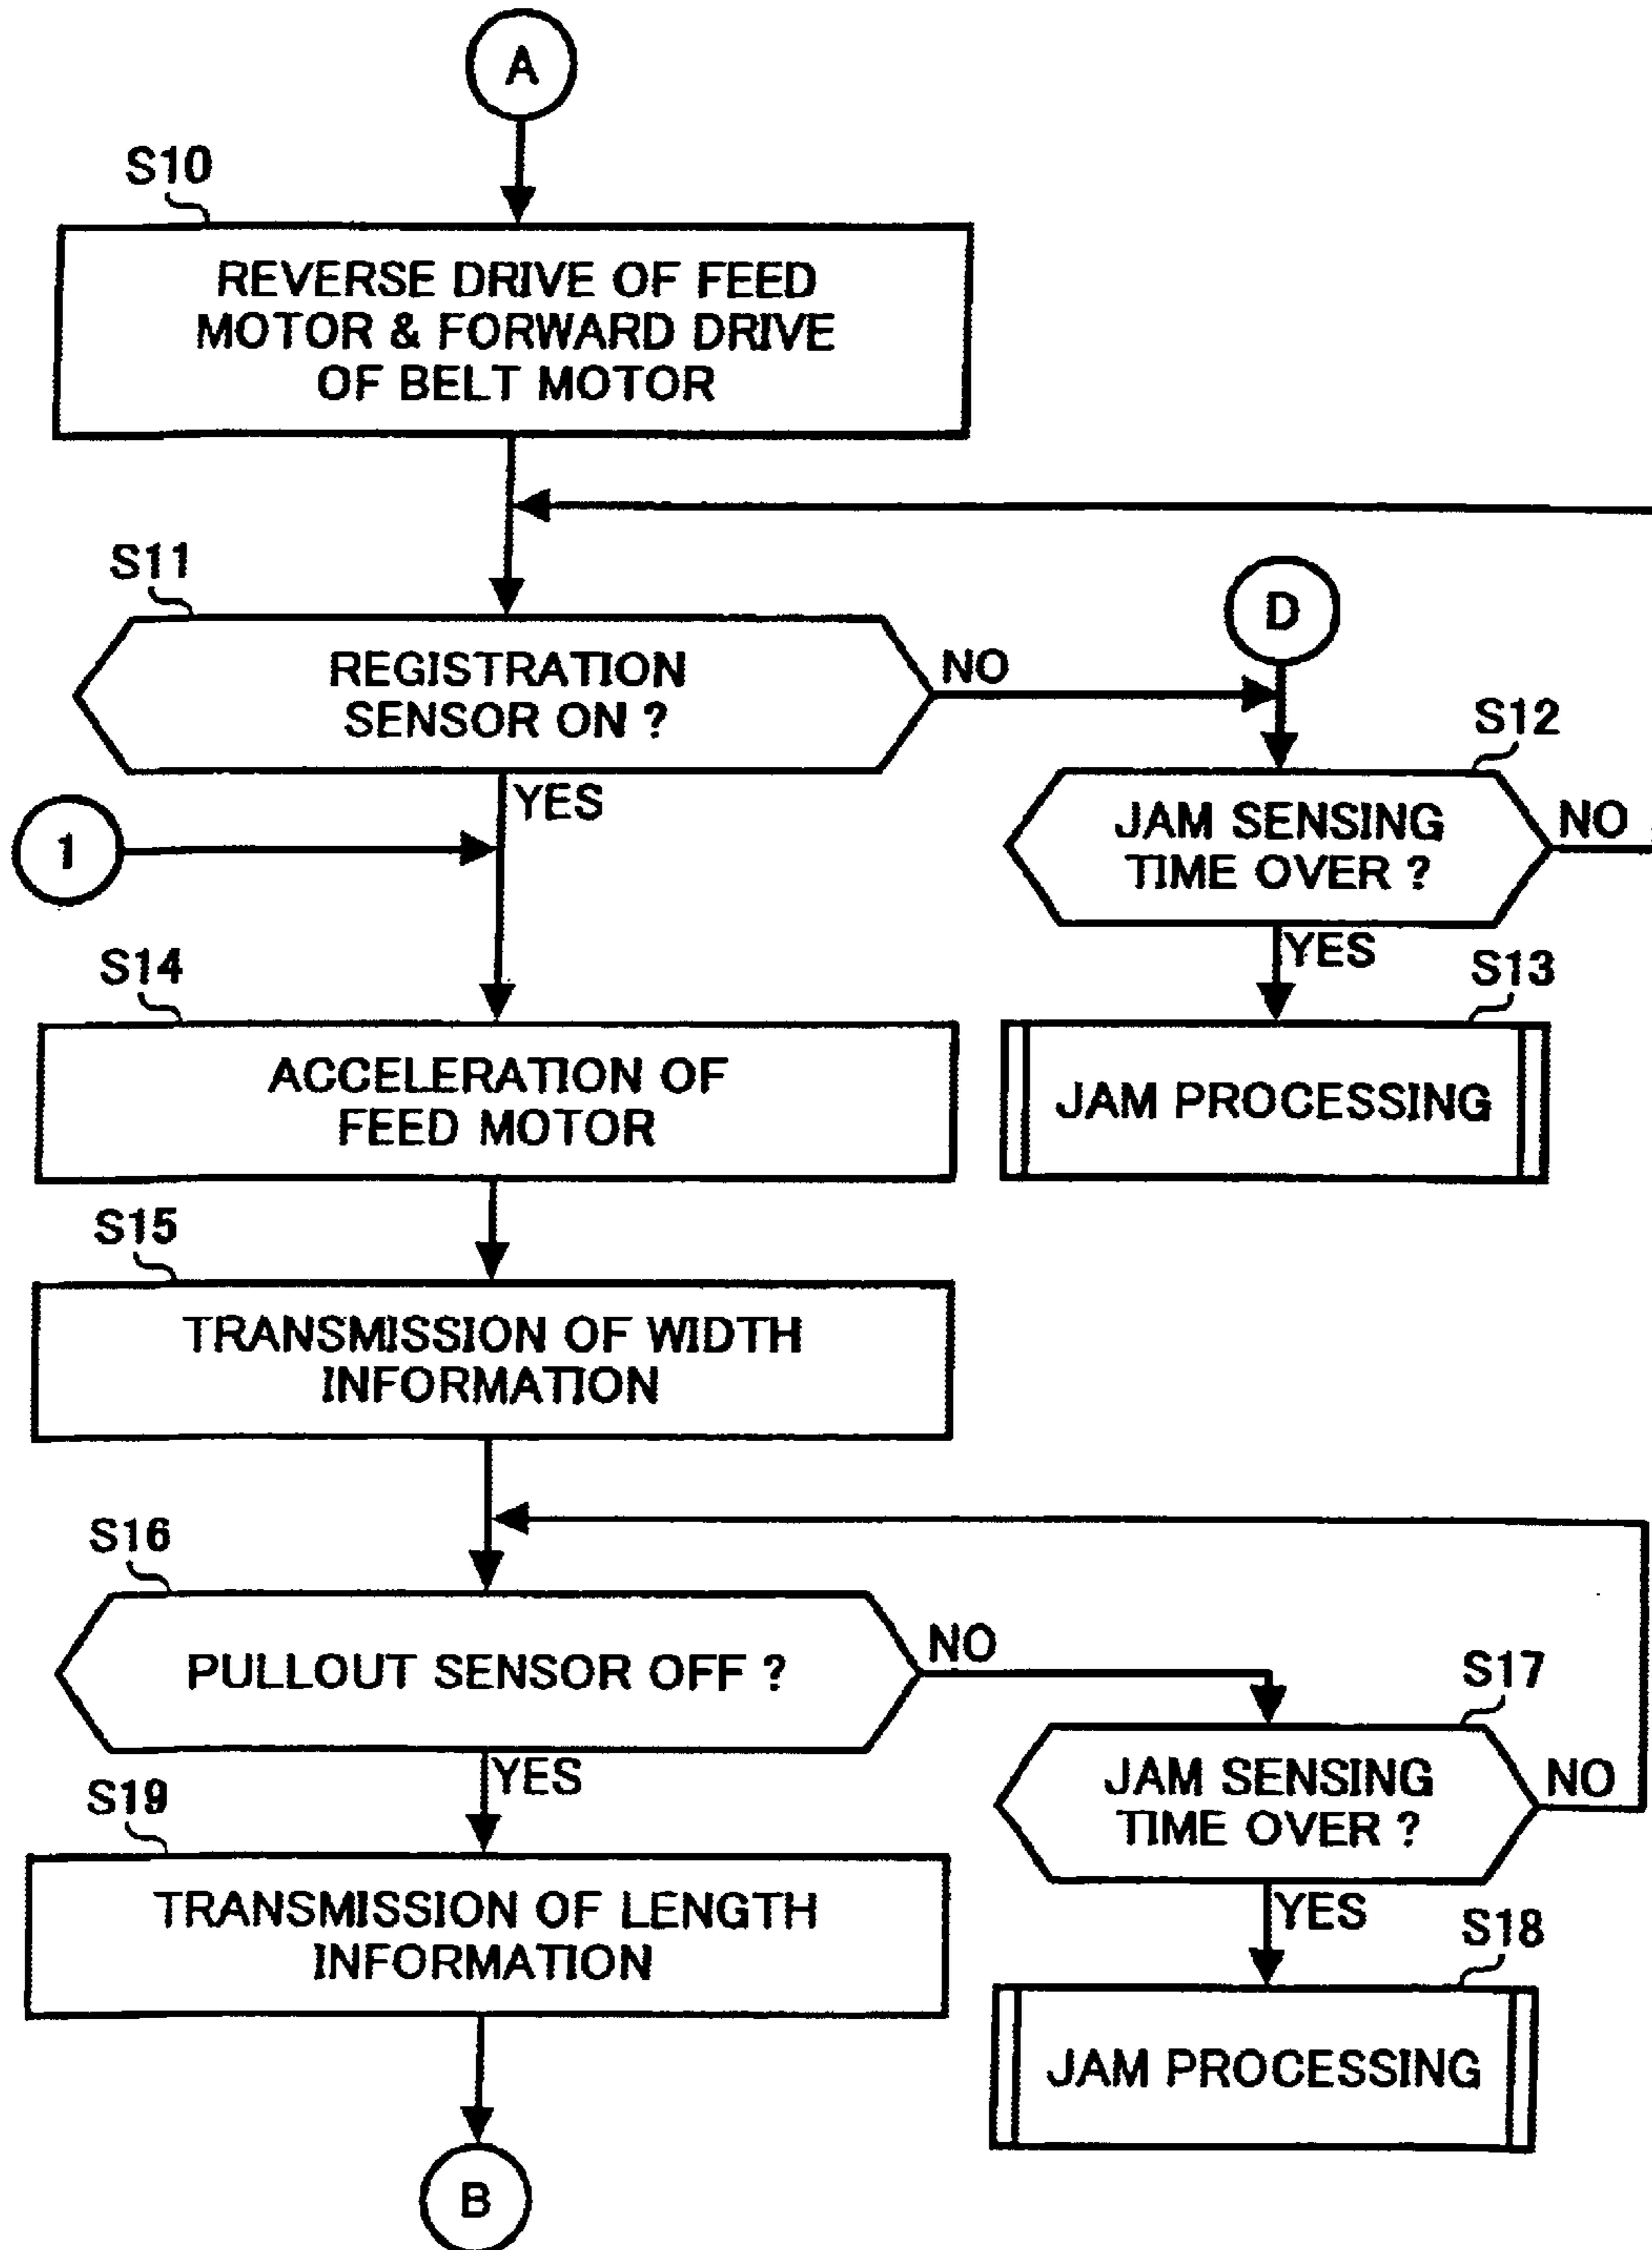 A
S10
REVERSE DRIVE OF FEED
MOTOR & FORWARD DRIVE
OF BELT MOTOR
S11
REGISTRATION
SENSOR ON ?
NO
D
S12
JAM SENSING
TIME OVER ?
NO
YES
1
YES
S13
JAM PROCESSING
S14
ACCELERATION OF
FEED MOTOR
S15
TRANSMISSION OF WIDTH
INFORMATION
S16
PULLOUT SENSOR OFF ?
NO
S17
JAM SENSING
TIME OVER ?
NO
YES
YES
S18
JAM PROCESSING
S19
TRANSMISSION OF LENGTH
INFORMATION
B